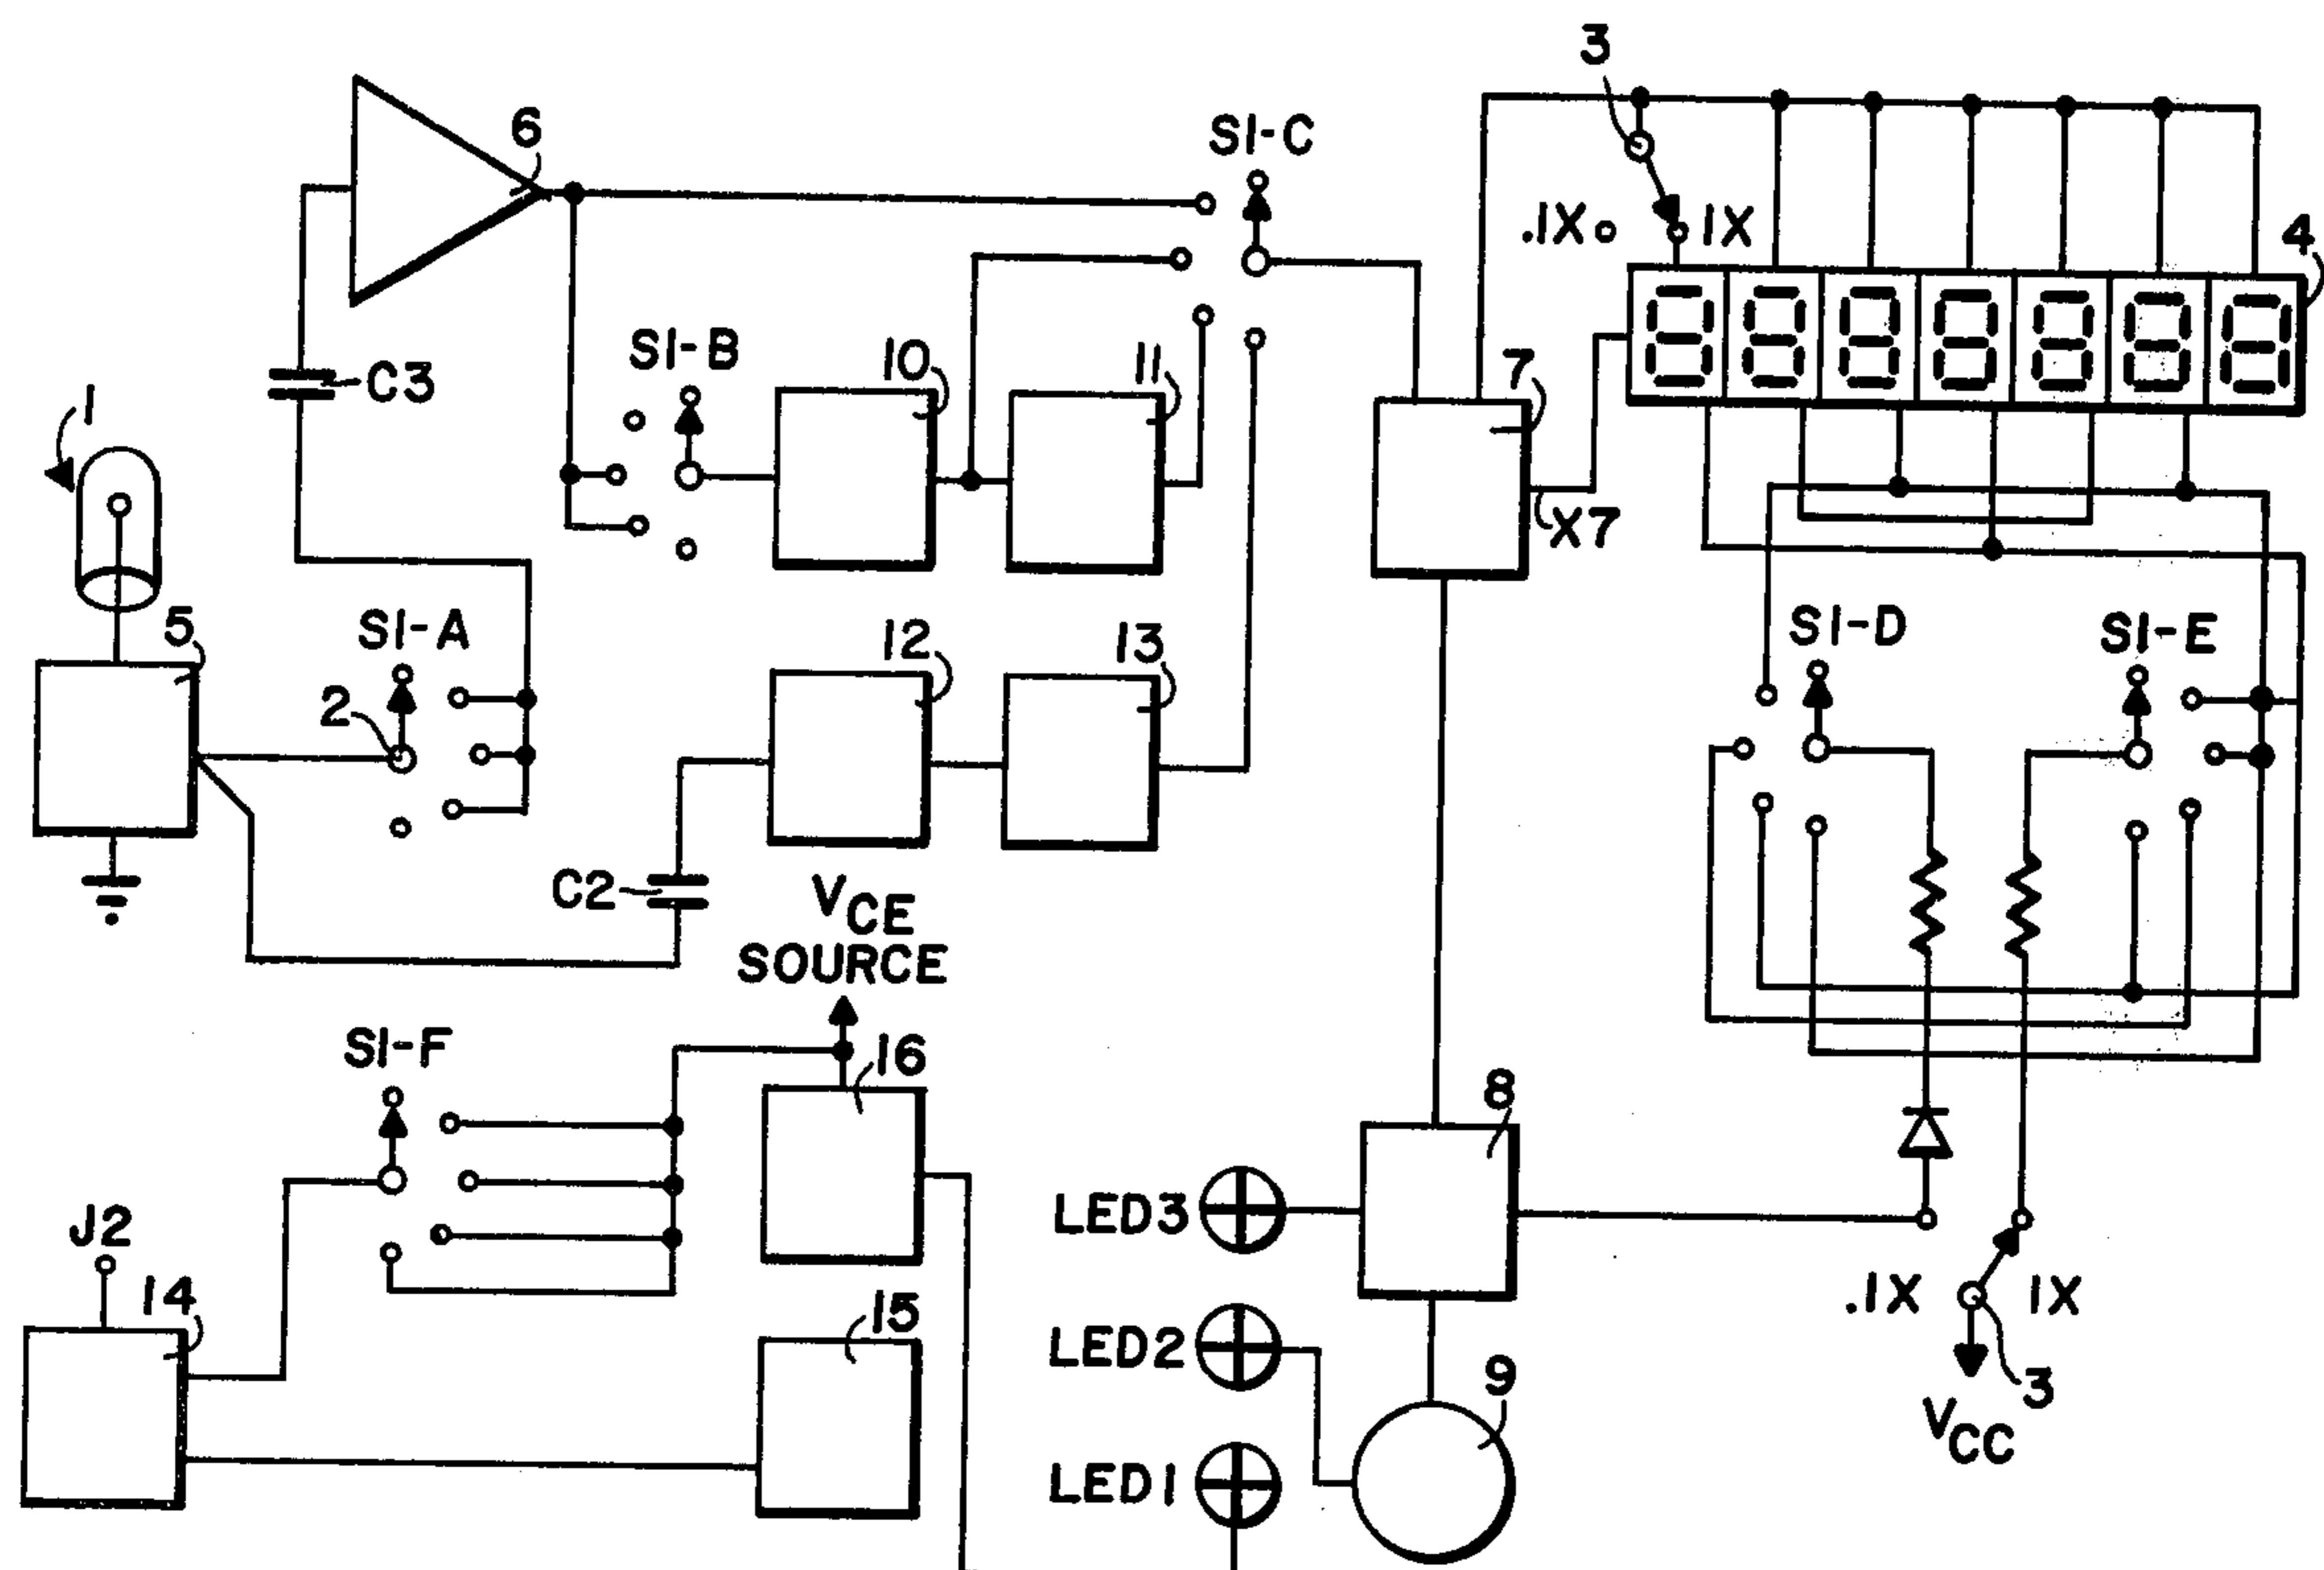 3
6
S1-C
.1X
1X
4
S1-B
10
11
7
C3
1
X7
5
S1-A
12
13
S1-D
S1-E
2
C2
VCE
SOURCE
S1-F
16
8
J2
LED3
14
15
.1X
1X
LED2
9
3
VCC
LED1